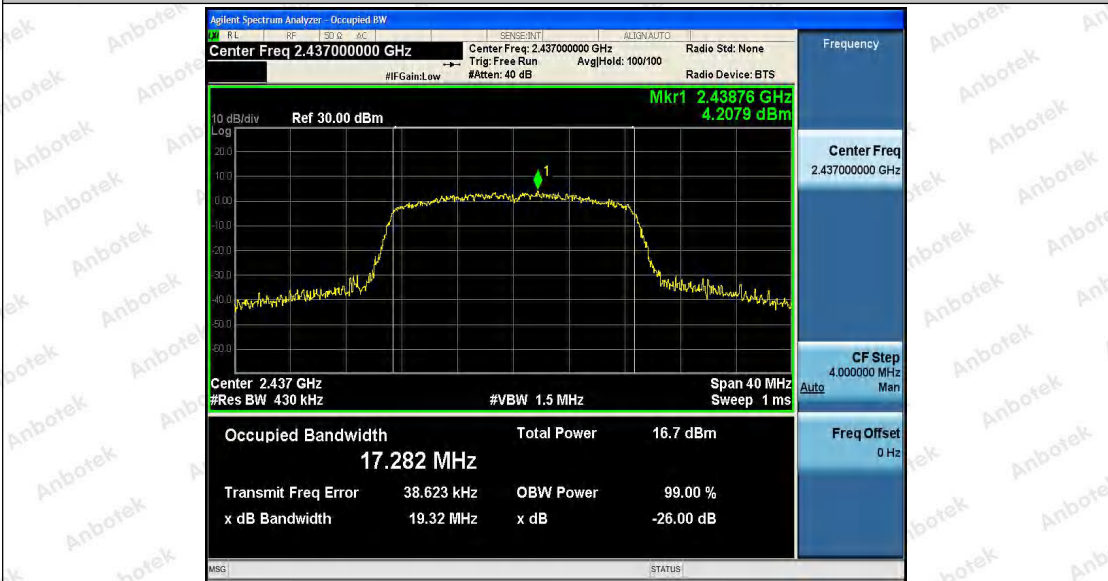 Agilent Spectrum Analyzer - Occupied BW
LXI RL RF 50 Ω AC SENSE:INT ALIGNAUTO
Center Freq 2.437000000 GHz
Center Freq: 2.437000000 GHz Radio Std: None
Trig: Free Run Avg|Hold: 100/100
#IFGain:Low #Atten: 40 dB Radio Device: BTS
Mkr1 2.43876 GHz
4.2079 dBm
10 dB/div Ref 30.00 dBm
Log
20.0
10.0
0.00
-10.0
-20.0
-30.0
-40.0
-50.0
-60.0
1
Center 2.437 GHz Span 40 MHz
#Res BW 430 kHz #VBW 1.5 MHz Sweep 1 ms
Occupied Bandwidth Total Power 16.7 dBm
17.282 MHz
Transmit Freq Error 38.623 kHz OBW Power 99.00 %
x dB Bandwidth 19.32 MHz x dB -26.00 dB
MSG STATUS
Frequency
Center Freq
2.437000000 GHz
CF Step
4.000000 MHz
Auto Man
Freq Offset
0 Hz
Anbotek